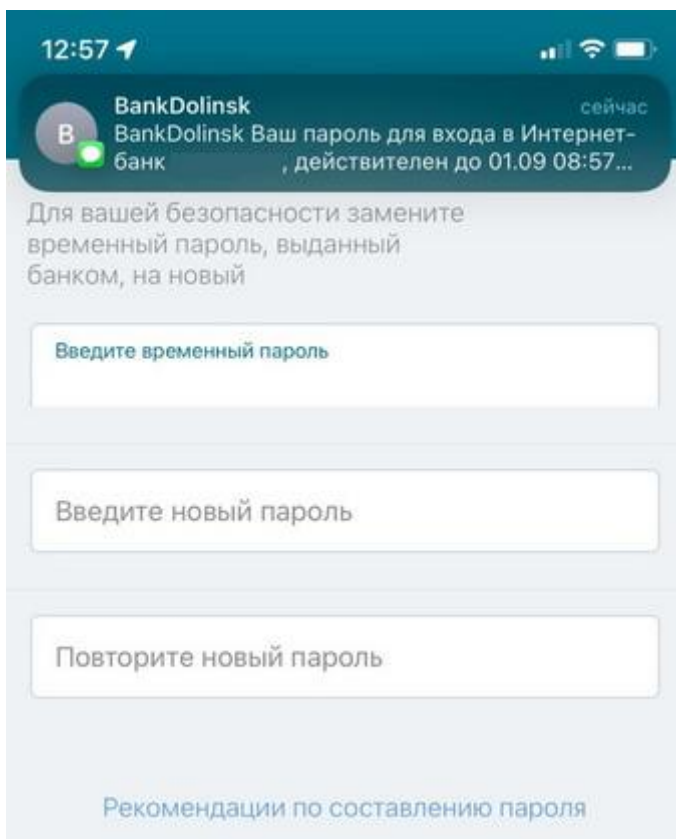 12:57
BankDolinsk
сейчас
B
BankDolinsk Ваш пароль для входа в Интернет-
банк , действителен до 01.09 08:57...
Для вашей безопасности замените
временный пароль, выданный
банком, на новый
Введите временный пароль
Введите новый пароль
Повторите новый пароль
Рекомендации по составлению пароля